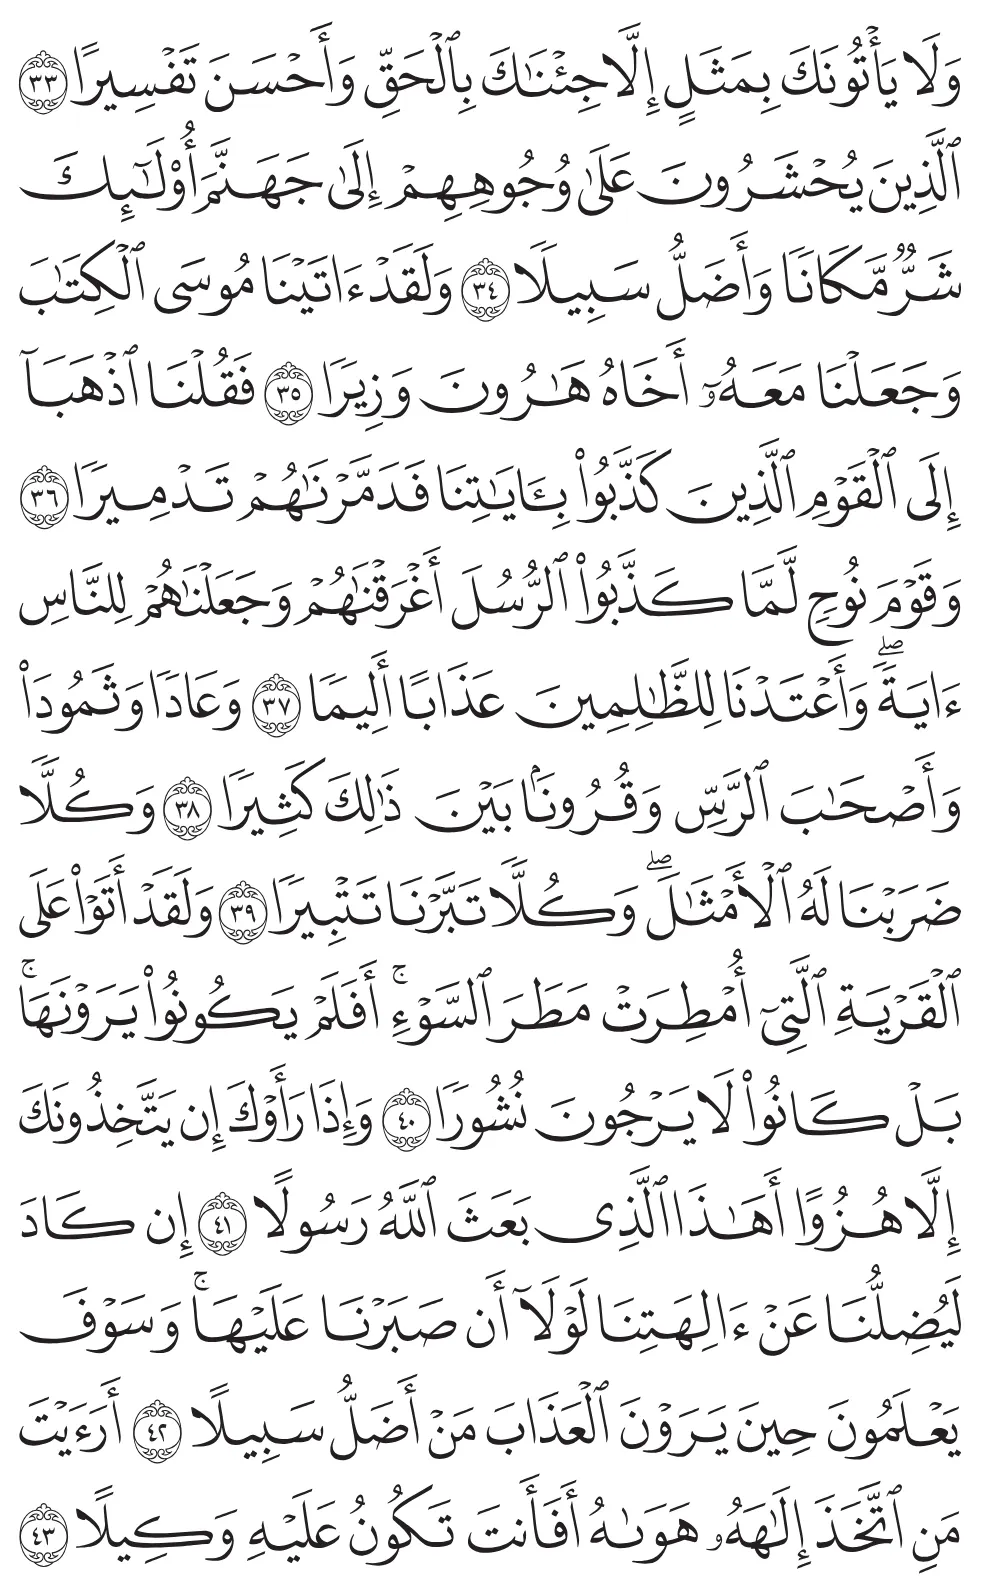 وَلَا يَأْتُونَكَ بِمَثَلٍ إِلَّا جِئْنَٰكَ بِٱلْحَقِّ وَأَحْسَنَ تَفْسِيرًا ٣٣
ٱلَّذِينَ يُحْشَرُونَ عَلَىٰ وُجُوهِهِمْ إِلَىٰ جَهَنَّمَ أُو۟لَٰٓئِكَ
شَرٌّ مَّكَانًا وَأَضَلُّ سَبِيلًا ٣٤ وَلَقَدْ ءَاتَيْنَا مُوسَى ٱلْكِتَٰبَ
وَجَعَلْنَا مَعَهُۥٓ أَخَاهُ هَٰرُونَ وَزِيرًا ٣٥ فَقُلْنَا ٱذْهَبَآ
إِلَى ٱلْقَوْمِ ٱلَّذِينَ كَذَّبُوا۟ بِـَٔايَٰتِنَا فَدَمَّرْنَٰهُمْ تَدْمِيرًا ٣٦
وَقَوْمَ نُوحٍ لَّمَّا كَذَّبُوا۟ ٱلرُّسُلَ أَغْرَقْنَٰهُمْ وَجَعَلْنَٰهُمْ لِلنَّاسِ
ءَايَةً ۖ وَأَعْتَدْنَا لِلظَّٰلِمِينَ عَذَابًا أَلِيمًا ٣٧ وَعَادًا وَثَمُودَا۟
وَأَصْحَٰبَ ٱلرَّسِّ وَقُرُونًۢا بَيْنَ ذَٰلِكَ كَثِيرًا ٣٨ وَكُلًّا
ضَرَبْنَا لَهُ ٱلْأَمْثَٰلَ ۖ وَكُلًّا تَبَّرْنَا تَتْبِيرًا ٣٩ وَلَقَدْ أَتَوْا۟ عَلَى
ٱلْقَرْيَةِ ٱلَّتِىٓ أُمْطِرَتْ مَطَرَ ٱلسَّوْءِ ۚ أَفَلَمْ يَكُونُوا۟ يَرَوْنَهَا ۚ
بَلْ كَانُوا۟ لَا يَرْجُونَ نُشُورًا ٤٠ وَإِذَا رَأَوْكَ إِن يَتَّخِذُونَكَ
إِلَّا هُزُوًا أَهَٰذَا ٱلَّذِى بَعَثَ ٱللَّهُ رَسُولًا ٤١ إِن كَادَ
لَيُضِلُّنَا عَنْ ءَالِهَتِنَا لَوْلَآ أَن صَبَرْنَا عَلَيْهَا ۚ وَسَوْفَ
يَعْلَمُونَ حِينَ يَرَوْنَ ٱلْعَذَابَ مَنْ أَضَلُّ سَبِيلًا ٤٢ أَرَءَيْتَ
مَنِ ٱتَّخَذَ إِلَٰهَهُۥ هَوَىٰهُ أَفَأَنتَ تَكُونُ عَلَيْهِ وَكِيلًا ٤٣